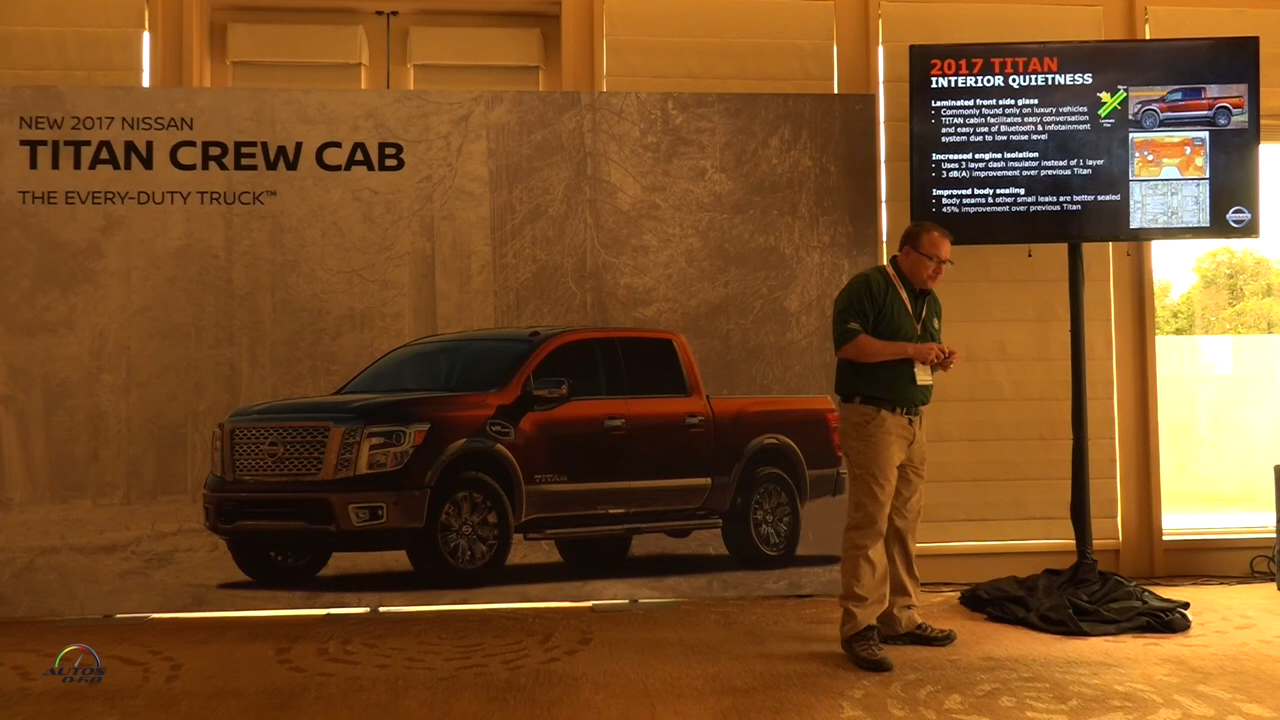 NEW 2017 NISSAN
TITAN CREW CAB
THE EVERY-DUTY TRUCK™
2017 TITAN
INTERIOR QUIETNESS
Laminated front side glass
• Commonly found only on luxury vehicles
• TITAN cabin facilitates easy conversation
and easy use of Bluetooth & infotainment
system due to low noise level
Increased engine isolation
• Uses 3 layer dash insulator instead of 1 layer
• 3 dB(A) improvement over previous Titan
Improved body sealing
• Body seams & other small leaks are better sealed
• 45% improvement over previous Titan
NISSAN
TITAN
AUTOS
0-60